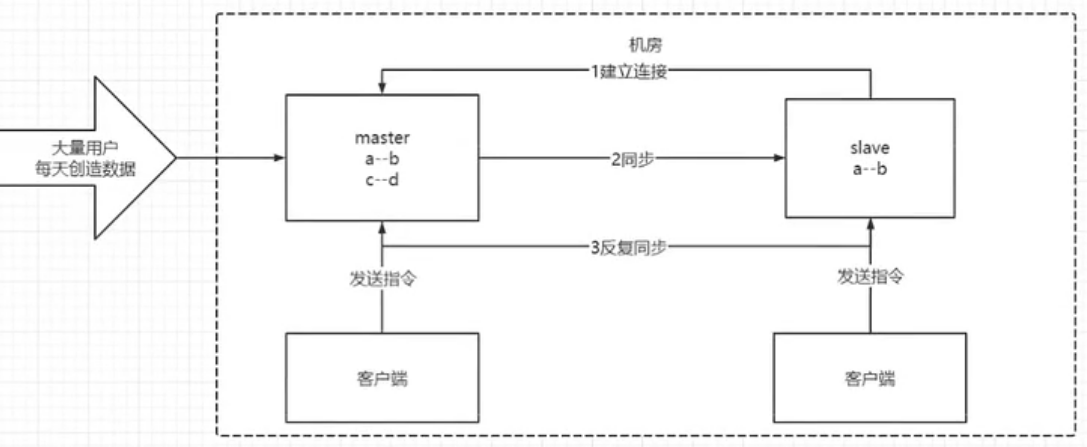 机房
1建立连接
大量用户
每天创造数据
master
a--b
c--d
2同步
slave
a--b
3反复同步
发送指令
发送指令
客户端
客户端